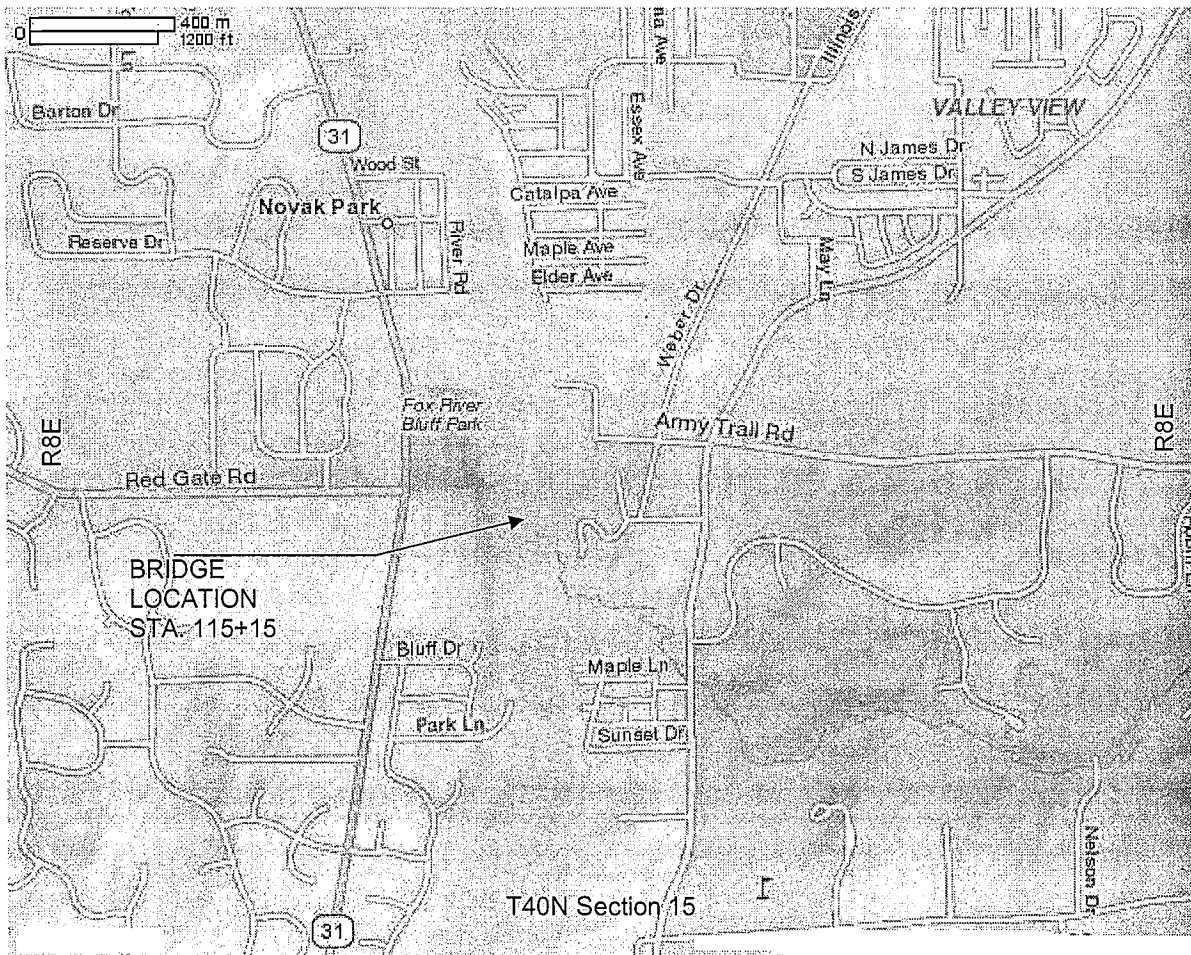 0
400 m
1200 ft
Illinois
Barton Dr
Essex Ave
VALLEY VIEW
31
Wood St
N James Dr
S James Dr
Catalpa Ave
Novak Park
River Rd
Reserve Dr
Maple Ave
Elder Ave
May Ln
Weber Dr
Fox River
Bluff Park
R8E
Army Trail Rd
R8E
Red Gate Rd
BRIDGE
LOCATION
STA. 115+15
Bluff Dr
Maple Ln
Park Ln
Sunset Dr
Nelson Dr
T40N Section 15
31